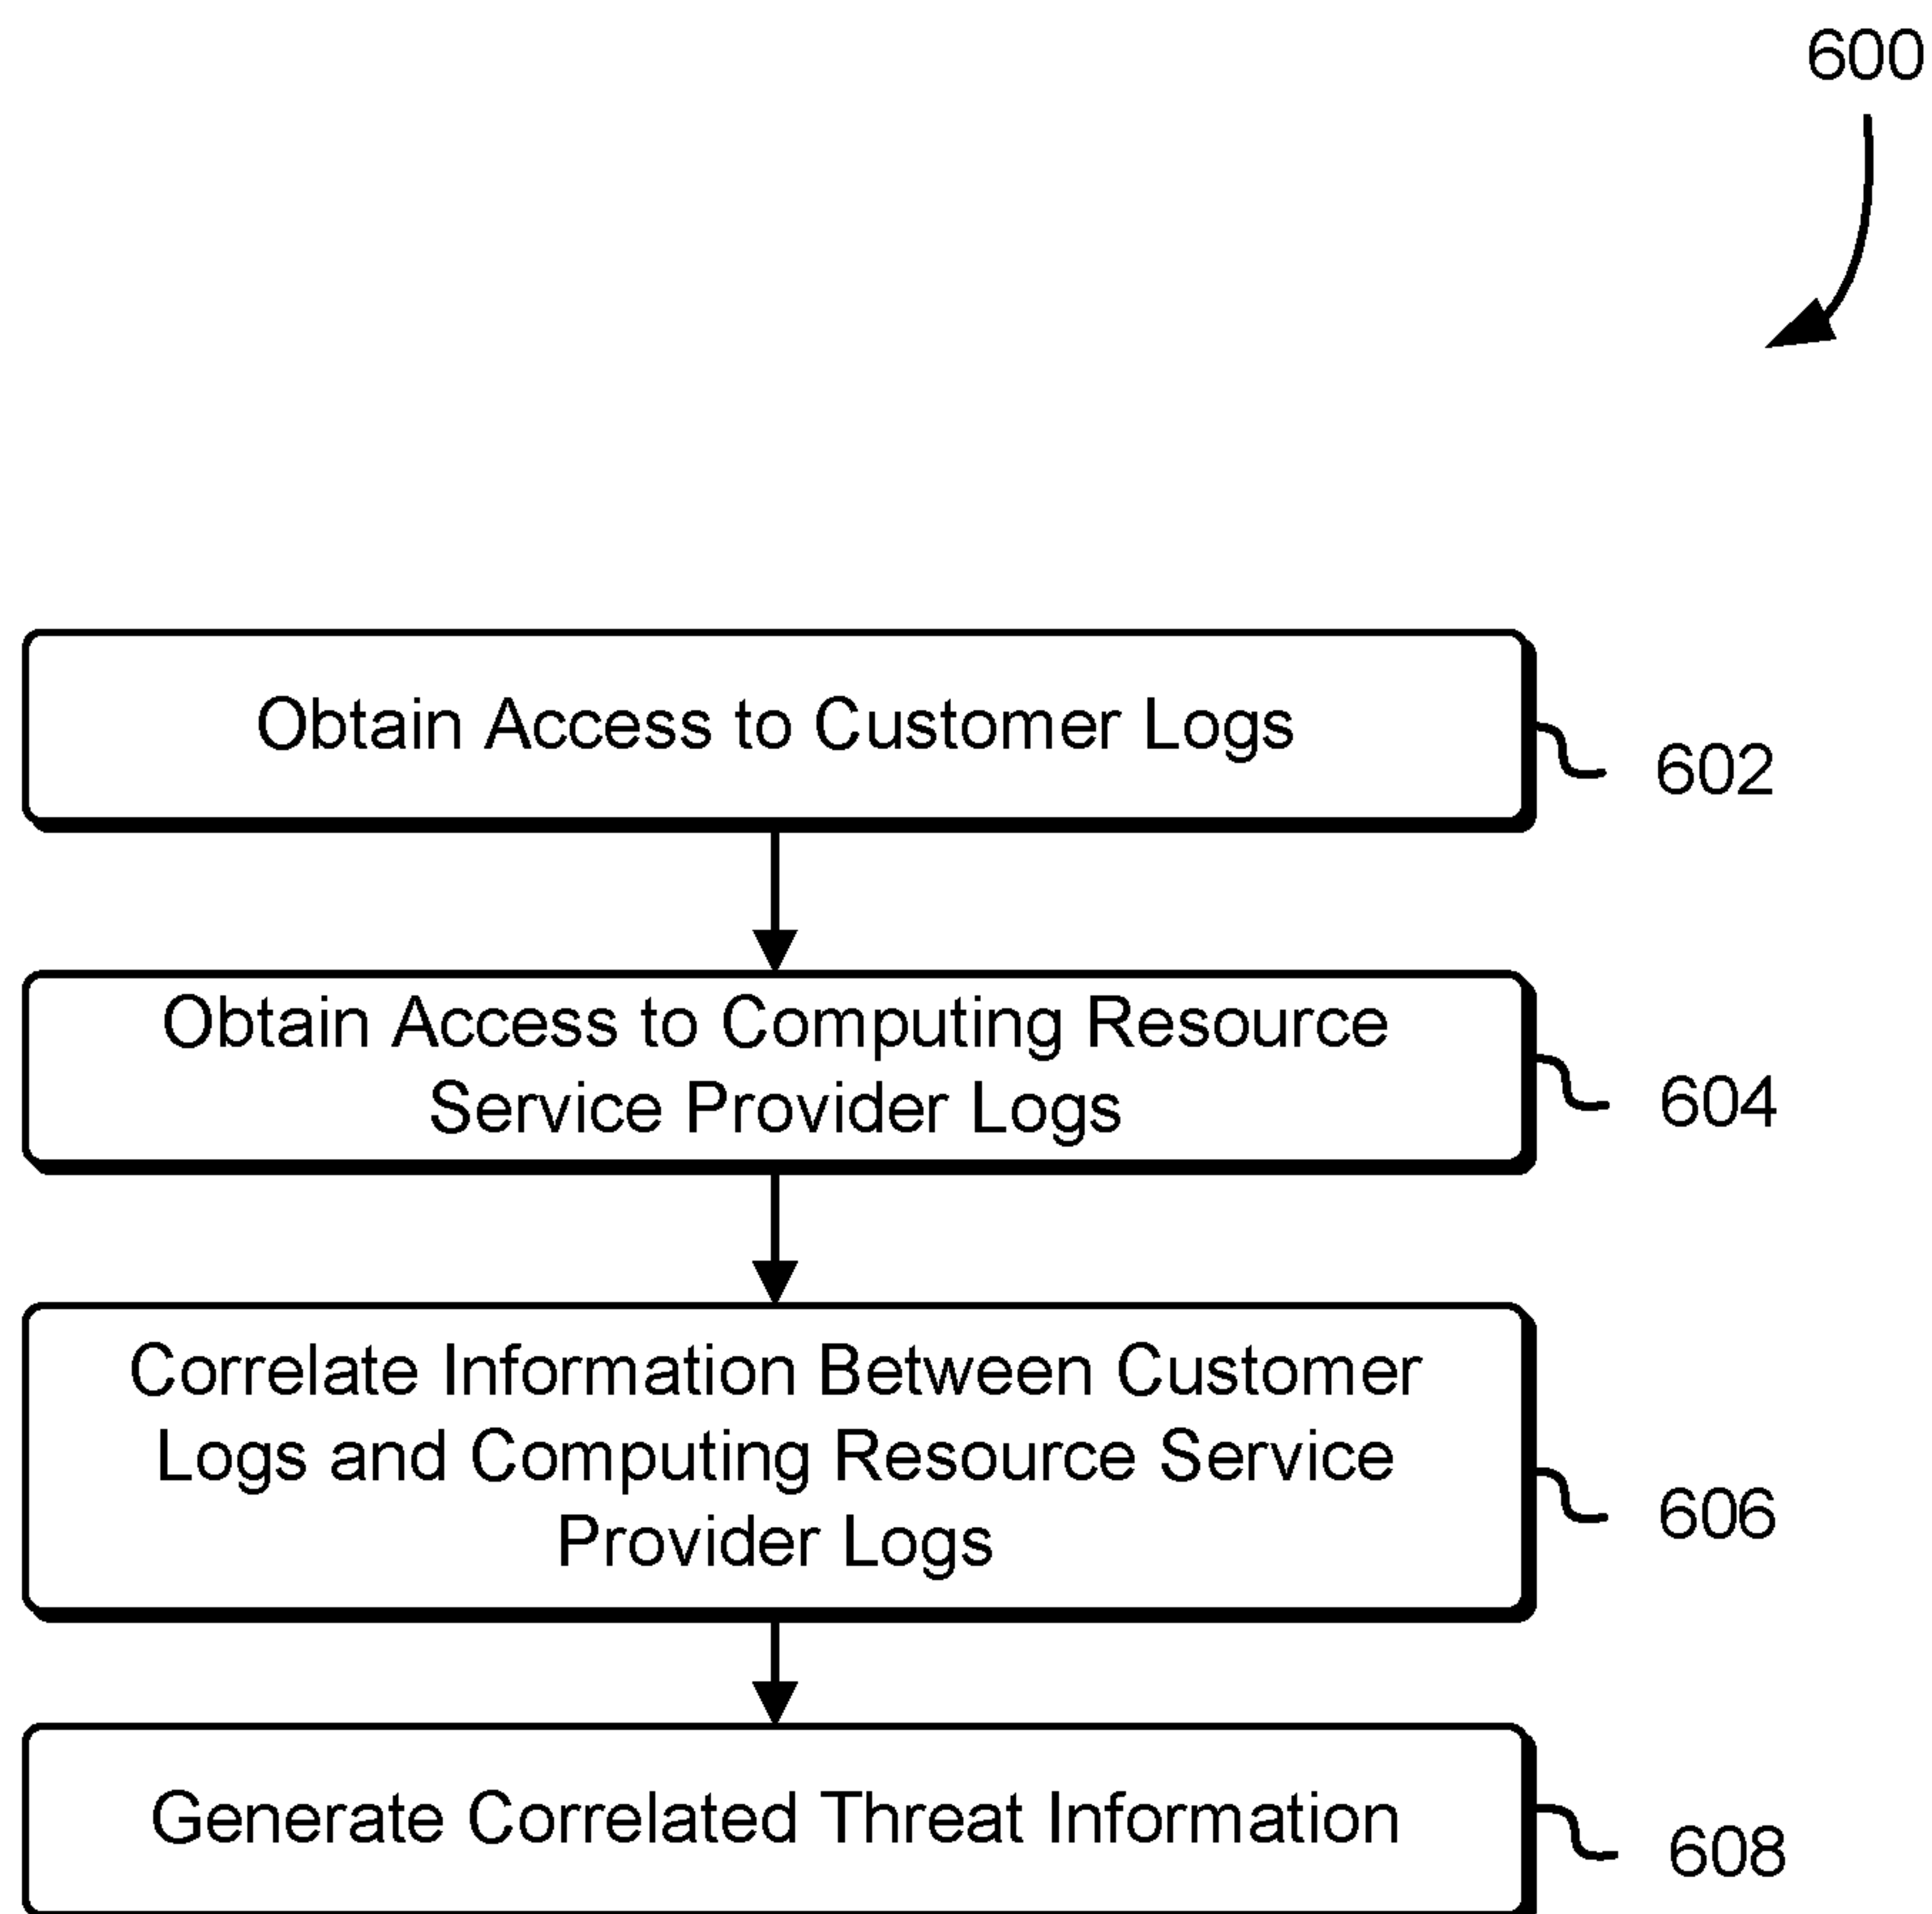 600
Obtain Access to Customer Logs
602
Obtain Access to Computing Resource
Service Provider Logs
604
Correlate Information Between Customer
Logs and Computing Resource Service
Provider Logs
606
Generate Correlated Threat Information
608